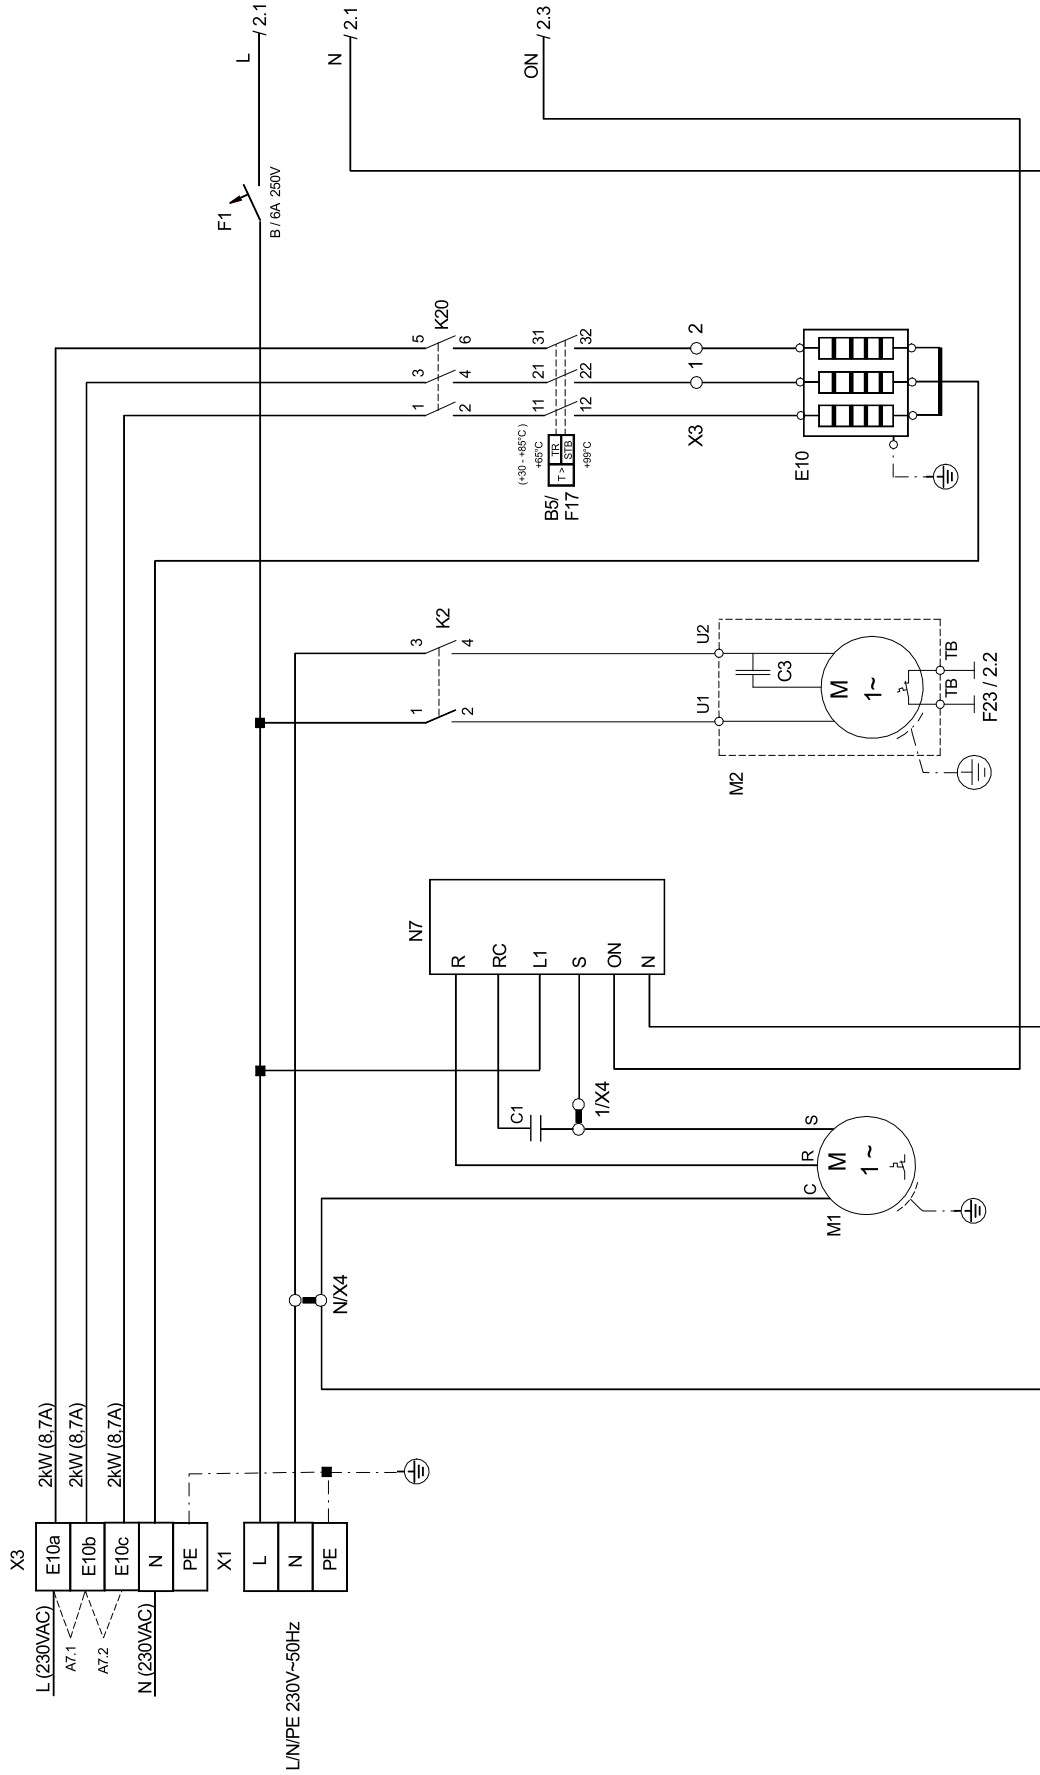 X3
E10a
E10b
E10c
N
PE
L (230VAC)
A7.1
A7.2
N (230VAC)
2kW (8,7A)
2kW (8,7A)
2kW (8,7A)
X1
L
N
PE
L/N/PE 230V~50Hz
N/X4
M1
C
R
S
M
1~
C1
1/X4
N7
R
RC
L1
S
ON
N
M2
U1
U2
C3
M
1~
TB
TB
F23 / 2.2
K2
1
2
3
4
B5/
F17
T >
TR
STB
(+30 - +85°C )
+65°C
+99°C
11
12
21
22
31
32
K20
1
2
3
4
5
6
X3
1
2
E10
F1
B / 6A 250V
L
/ 2.1
N
/ 2.1
ON
/ 2.3